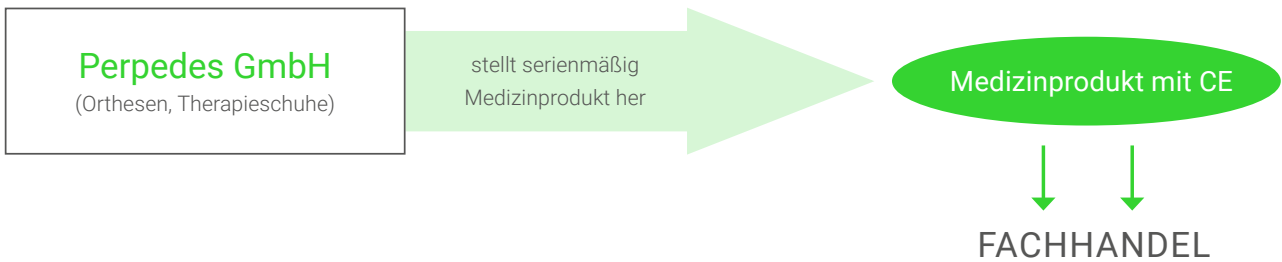 Perpedes GmbH
(Orthesen, Therapieschuhe)
stellt serienmäßig
Medizinprodukt her
Medizinprodukt mit CE
FACHHANDEL